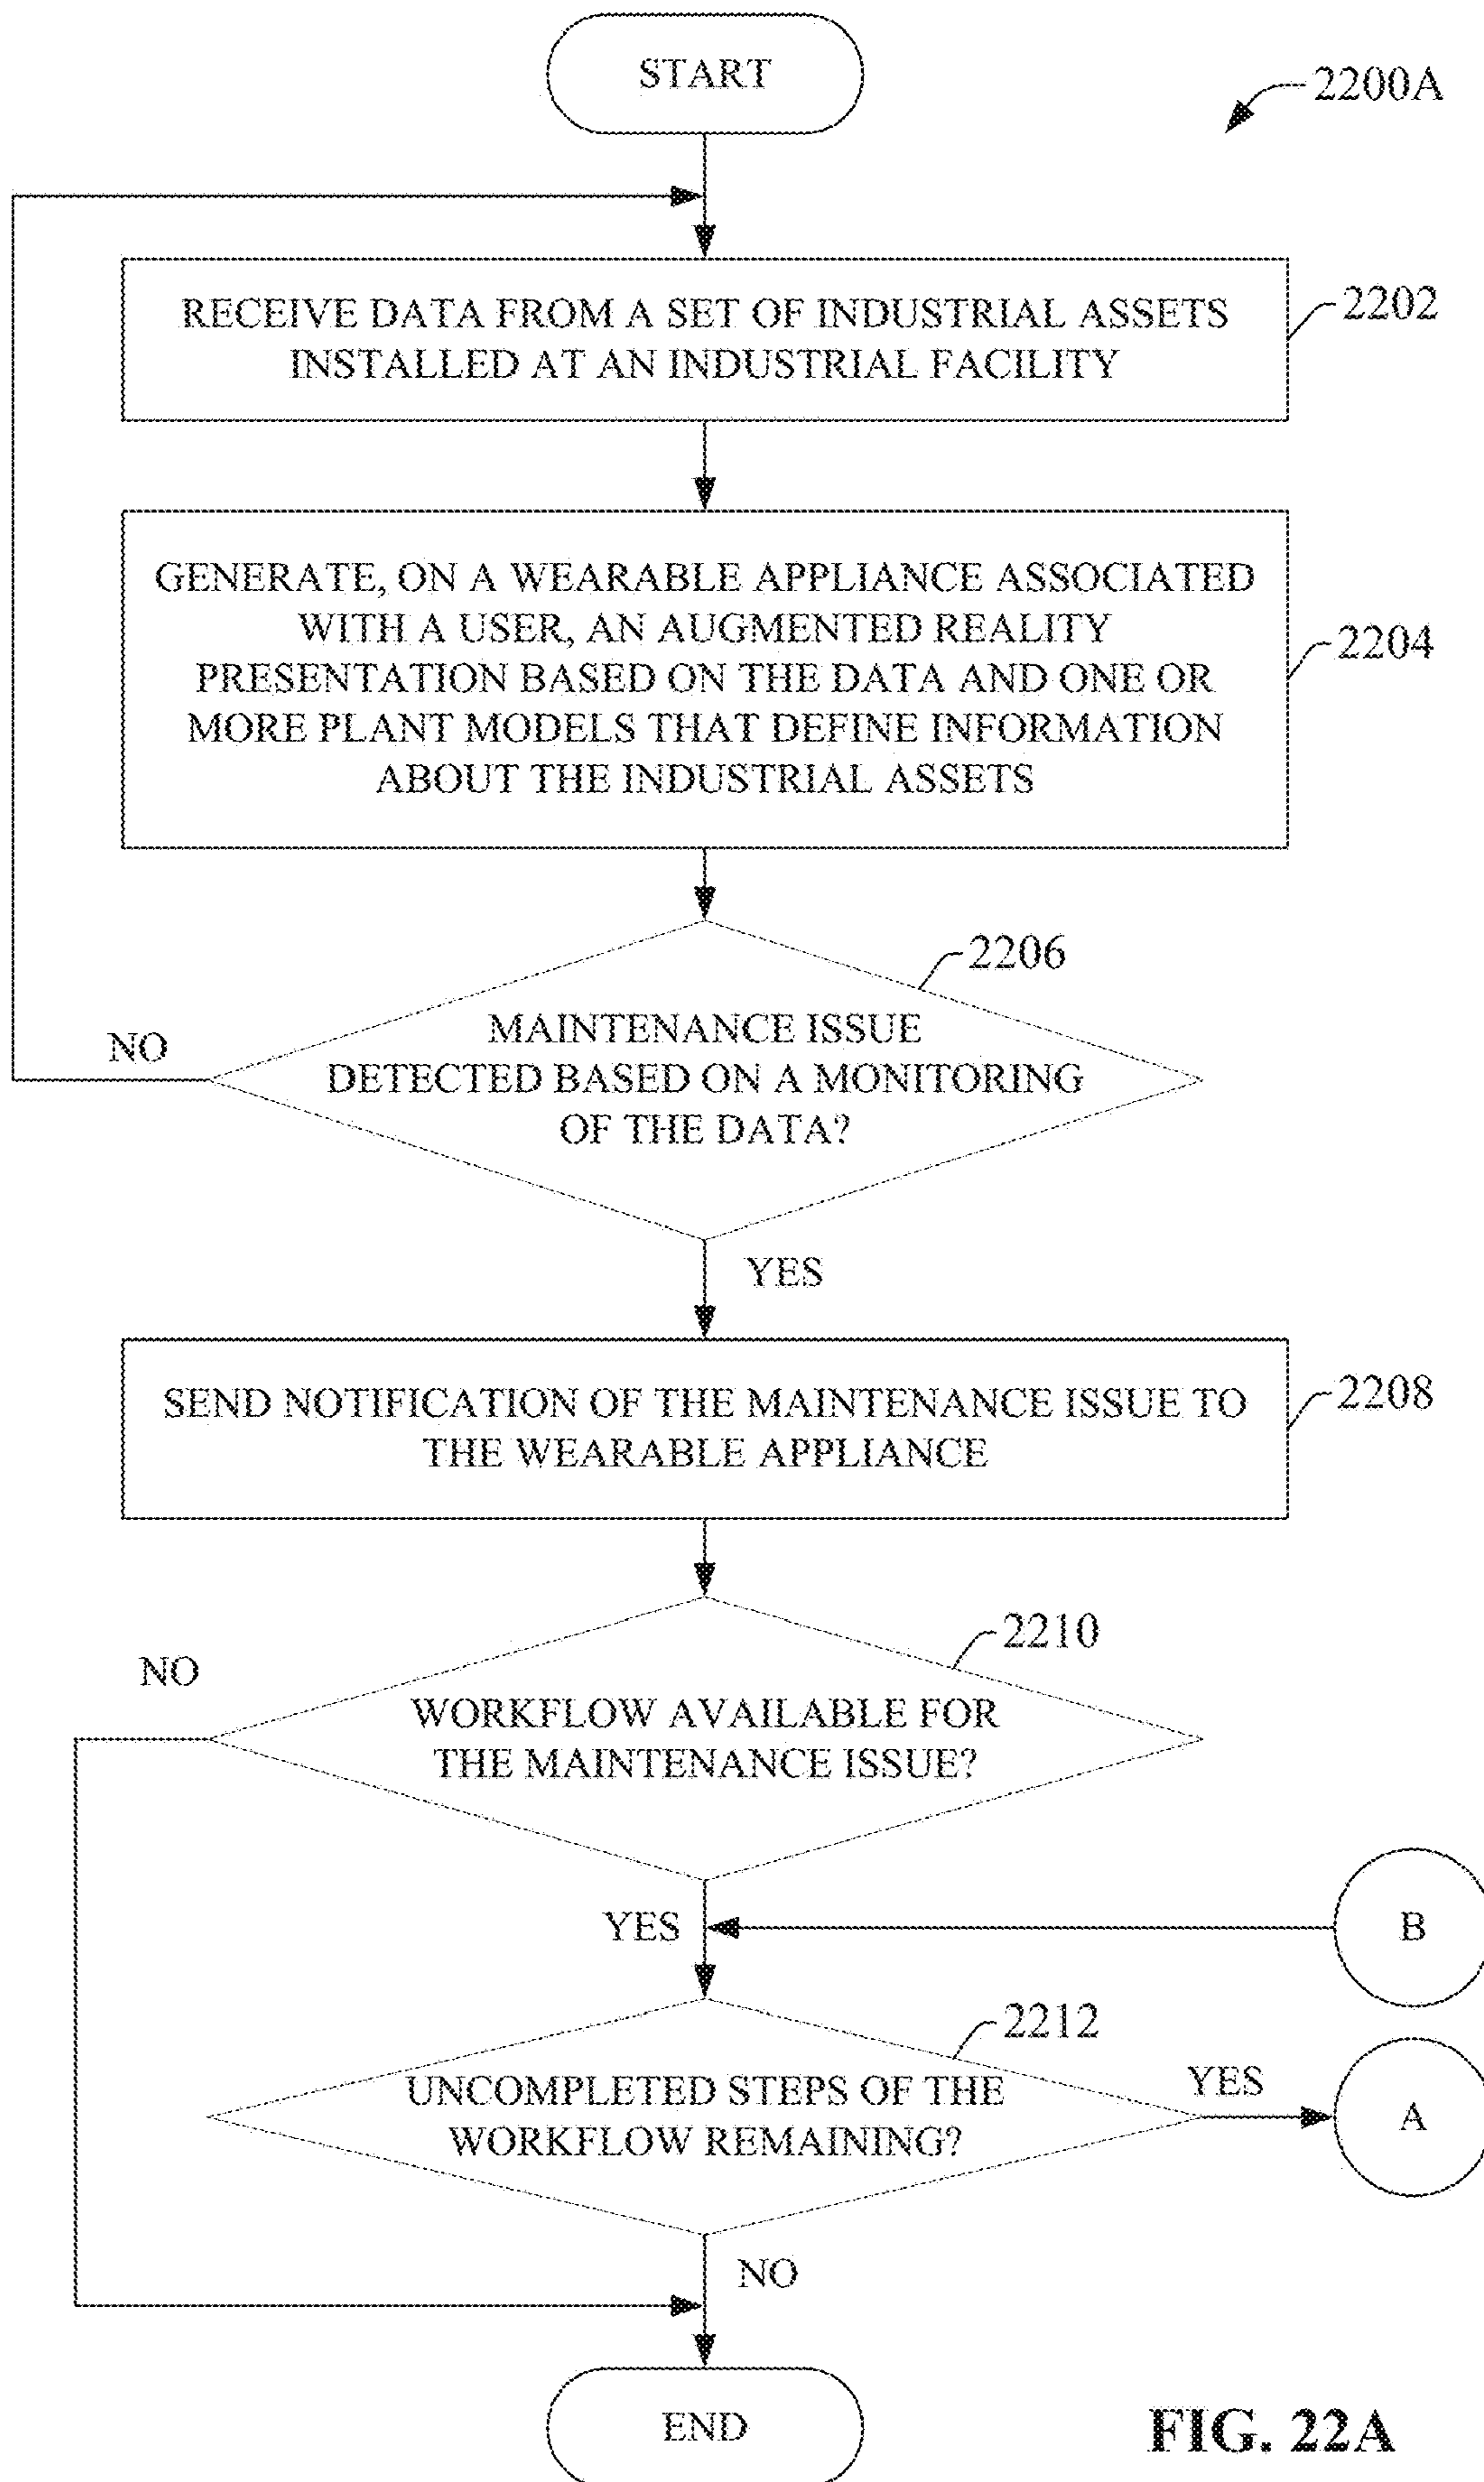 START
2200A
RECEIVE DATA FROM A SET OF INDUSTRIAL ASSETS
INSTALLED AT AN INDUSTRIAL FACILITY
2202
GENERATE, ON A WEARABLE APPLIANCE ASSOCIATED
WITH A USER, AN AUGMENTED REALITY
PRESENTATION BASED ON THE DATA AND ONE OR
MORE PLANT MODELS THAT DEFINE INFORMATION
ABOUT THE INDUSTRIAL ASSETS
2204
2206
MAINTENANCE ISSUE
DETECTED BASED ON A MONITORING
OF THE DATA?
NO
YES
SEND NOTIFICATION OF THE MAINTENANCE ISSUE TO
THE WEARABLE APPLIANCE
2208
2210
NO
WORKFLOW AVAILABLE FOR
THE MAINTENANCE ISSUE?
YES
B
2212
UNCOMPLETED STEPS OF THE
WORKFLOW REMAINING?
YES
A
NO
END
FIG. 22A